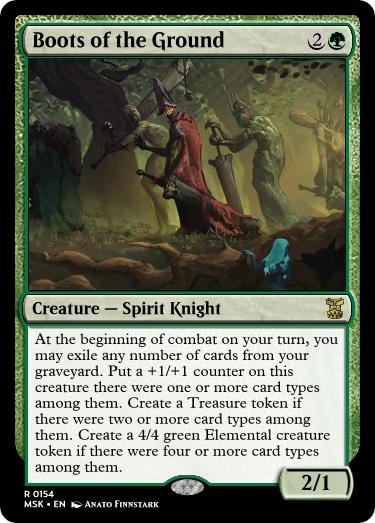 Boots of the Ground 2
Creature — Spirit Knight
At the beginning of combat on your turn, you
may exile any number of cards from your
graveyard. Put a +1/+1 counter on this
creature there were one or more card types
among them. Create a Treasure token if
there were two or more card types among
them. Create a 4/4 green Elemental creature
token if there were four or more card types
among them.
2/1
R 0154
MSK • EN ANATO FINNSTARK